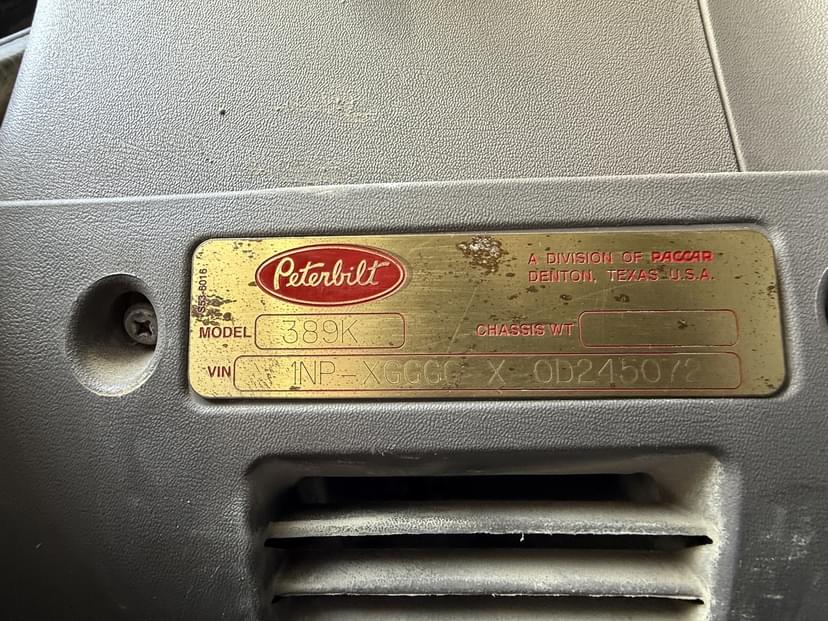 Peterbilt
A DIVISION OF PACCAR
DENTON, TEXAS U.S.A.
MODEL 389K
CHASSIS WT
VIN 1NP-XGGGG-X-0D245072